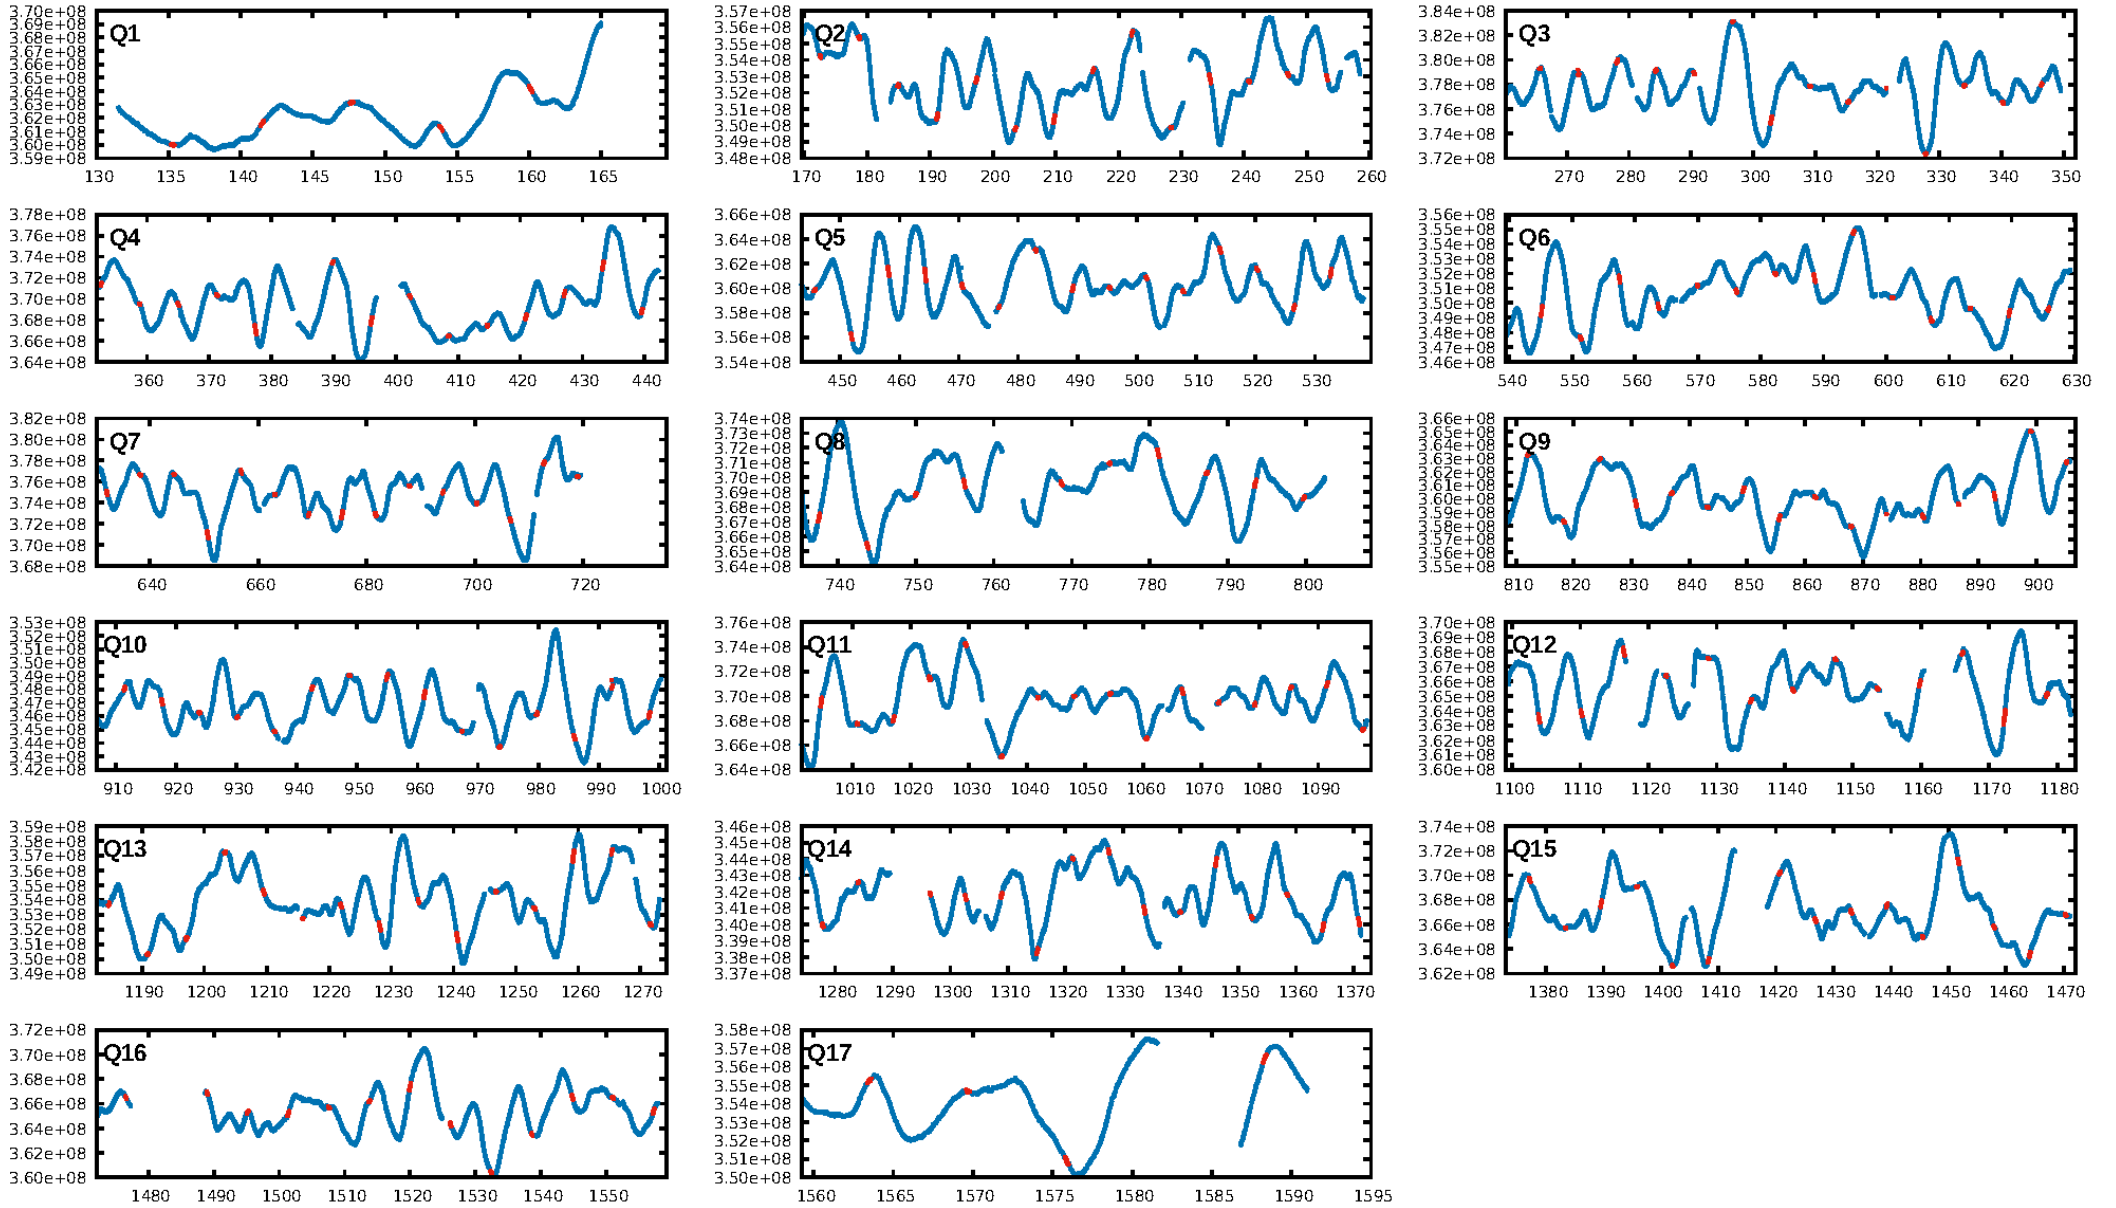 Q1
3.70e+08
3.69e+08
3.68e+08
3.67e+08
3.66e+08
3.65e+08
3.64e+08
3.63e+08
3.62e+08
3.61e+08
3.60e+08
3.59e+08
130 135 140 145 150 155 160 165
Q2
3.57e+08
3.56e+08
3.55e+08
3.54e+08
3.53e+08
3.52e+08
3.51e+08
3.50e+08
3.49e+08
3.48e+08
170 180 190 200 210 220 230 240 250 260
Q3
3.84e+08
3.82e+08
3.80e+08
3.78e+08
3.76e+08
3.74e+08
3.72e+08
270 280 290 300 310 320 330 340 350
Q4
3.78e+08
3.76e+08
3.74e+08
3.72e+08
3.70e+08
3.68e+08
3.66e+08
3.64e+08
360 370 380 390 400 410 420 430 440
Q5
3.66e+08
3.64e+08
3.62e+08
3.60e+08
3.58e+08
3.56e+08
3.54e+08
450 460 470 480 490 500 510 520 530
Q6
3.56e+08
3.55e+08
3.54e+08
3.53e+08
3.52e+08
3.51e+08
3.50e+08
3.49e+08
3.48e+08
3.47e+08
3.46e+08
540 550 560 570 580 590 600 610 620 630
Q7
3.82e+08
3.80e+08
3.78e+08
3.76e+08
3.74e+08
3.72e+08
3.70e+08
3.68e+08
640 660 680 700 720
Q8
3.74e+08
3.73e+08
3.72e+08
3.71e+08
3.70e+08
3.69e+08
3.68e+08
3.67e+08
3.66e+08
3.65e+08
3.64e+08
740 750 760 770 780 790 800
Q9
3.66e+08
3.65e+08
3.64e+08
3.63e+08
3.62e+08
3.61e+08
3.60e+08
3.59e+08
3.58e+08
3.57e+08
3.56e+08
3.55e+08
810 820 830 840 850 860 870 880 890 900
Q10
3.53e+08
3.52e+08
3.51e+08
3.50e+08
3.49e+08
3.48e+08
3.47e+08
3.46e+08
3.45e+08
3.44e+08
3.43e+08
3.42e+08
910 920 930 940 950 960 970 980 990 1000
Q11
3.76e+08
3.74e+08
3.72e+08
3.70e+08
3.68e+08
3.66e+08
3.64e+08
1010 1020 1030 1040 1050 1060 1070 1080 1090
Q12
3.70e+08
3.69e+08
3.68e+08
3.67e+08
3.66e+08
3.65e+08
3.64e+08
3.63e+08
3.62e+08
3.61e+08
3.60e+08
1100 1110 1120 1130 1140 1150 1160 1170 1180
Q13
3.59e+08
3.58e+08
3.57e+08
3.56e+08
3.55e+08
3.54e+08
3.53e+08
3.52e+08
3.51e+08
3.50e+08
3.49e+08
1190 1200 1210 1220 1230 1240 1250 1260 1270
Q14
3.46e+08
3.45e+08
3.44e+08
3.43e+08
3.42e+08
3.41e+08
3.40e+08
3.39e+08
3.38e+08
3.37e+08
1280 1290 1300 1310 1320 1330 1340 1350 1360 1370
Q15
3.74e+08
3.72e+08
3.70e+08
3.68e+08
3.66e+08
3.64e+08
3.62e+08
1380 1390 1400 1410 1420 1430 1440 1450 1460 1470
Q16
3.72e+08
3.70e+08
3.68e+08
3.66e+08
3.64e+08
3.62e+08
3.60e+08
1480 1490 1500 1510 1520 1530 1540 1550
Q17
3.58e+08
3.57e+08
3.56e+08
3.55e+08
3.54e+08
3.53e+08
3.52e+08
3.51e+08
3.50e+08
1560 1565 1570 1575 1580 1585 1590 1595